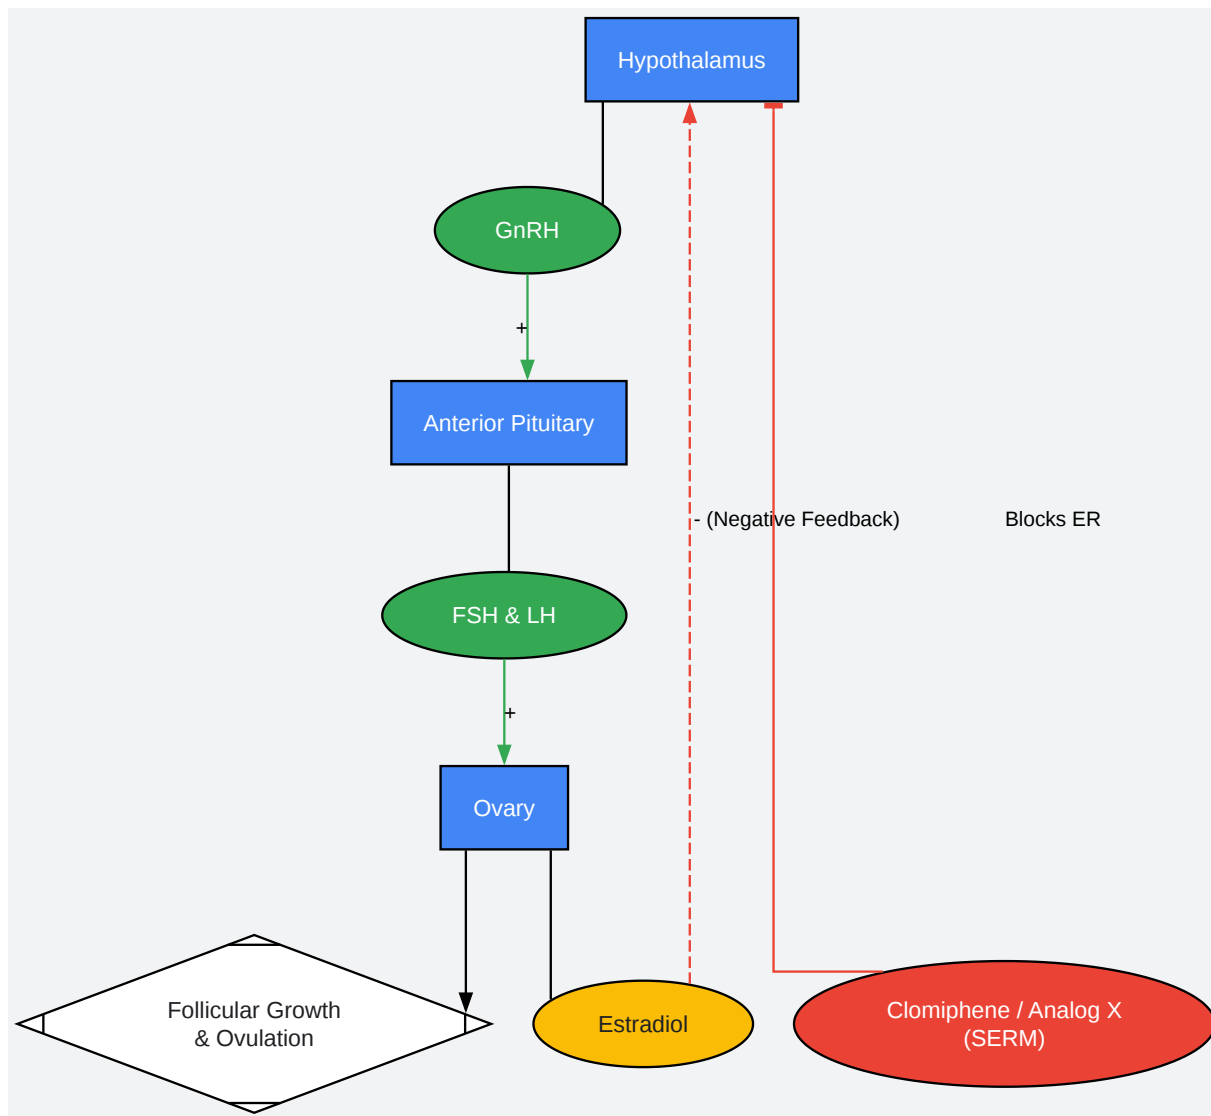 Hypothalamus
GnRH
+
Anterior Pituitary
- (Negative Feedback)
Blocks ER
FSH & LH
+
Ovary
Follicular Growth
& Ovulation
Estradiol
Clomiphene / Analog X
(SERM)